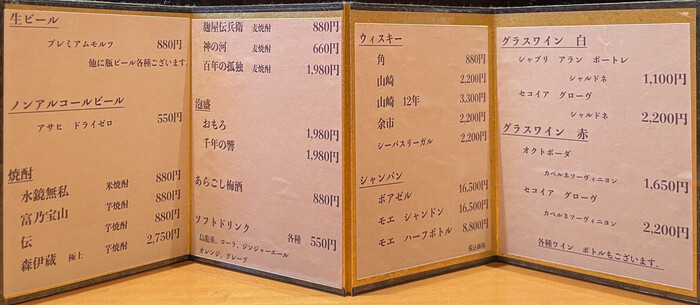 生ビール
プレミアムモルツ 880円
他に瓶ビール各種ございます。
ノンアルコールビール
アサヒ ドライゼロ 550円
焼酎
水鏡無私 米焼酎 880円
富乃宝山 芋焼酎 880円
伝 芋焼酎 880円
森伊蔵 極上 芋焼酎 2,750円
麹屋伝兵衛 麦焼酎 880円
神の河 麦焼酎 660円
百年の孤独 麦焼酎 1,980円
泡盛
おもろ 1,980円
千年の響 1,980円
あらごし梅酒 880円
ソフトドリンク 各種 550円
烏龍茶、コーラ、ジンジャーエール
オレンジ、グレープ
ウィスキー
角 880円
山崎 2,200円
山崎 12年 3,300円
余市 2,200円
シーバスリーガル 2,200円
シャンパン
ボアゼル 16,500円
モエ シャンドン 16,500円
モエ ハーフボトル 8,800円
税込価格
グラスワイン 白
シャブリ アラン ボートレ
シャルドネ 1,100円
セコイア グローヴ
シャルドネ 2,200円
グラスワイン 赤
オクトポーダ
カベルネソーヴィニヨン 1,650円
セコイア グローヴ
カベルネソーヴィニヨン 2,200円
各種ワイン ボトルもございます。